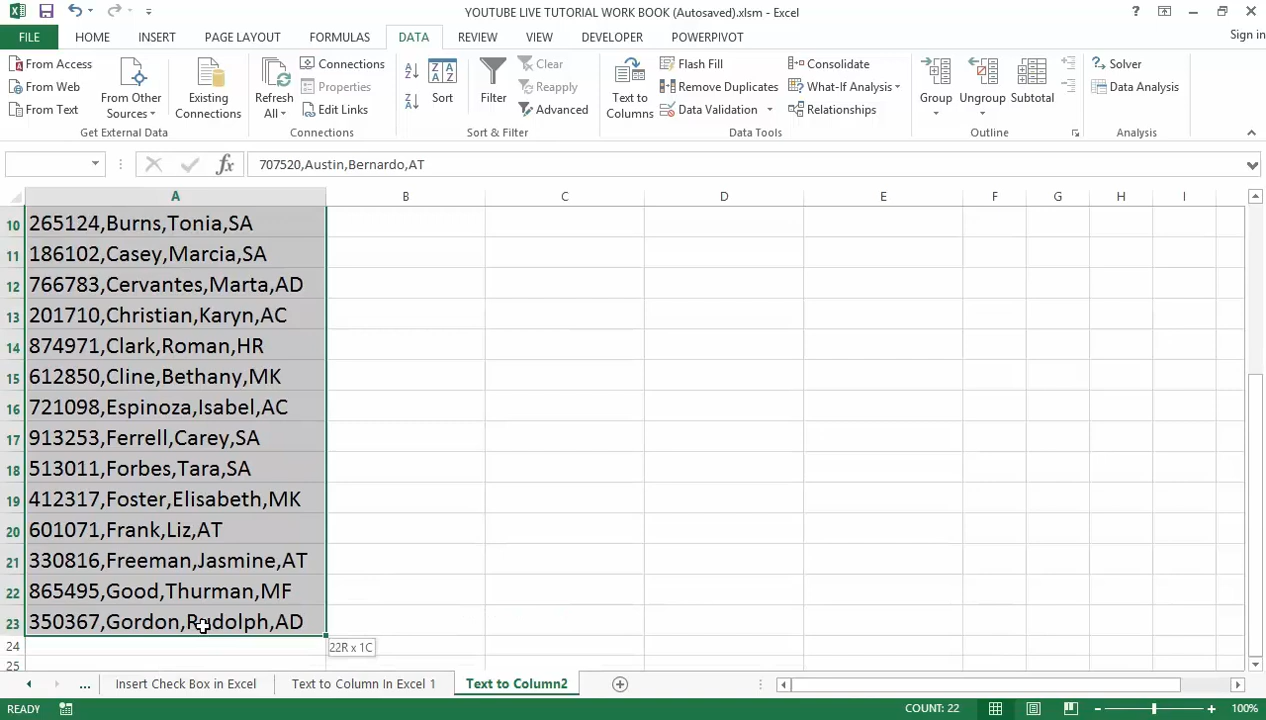 YOUTUBE LIVE TUTORIAL WORK BOOK (Autosaved).xlsm - Excel
?
FILE HOME INSERT PAGE LAYOUT FORMULAS DATA REVIEW VIEW DEVELOPER POWERPIVOT Sign in
From Access
From Web
From Text
From Other Sources
Existing Connections
Get External Data
Refresh All
Connections
Properties
Edit Links
Connections
Sort
Filter
Clear
Reapply
Advanced
Sort & Filter
Text to Columns
Flash Fill
Remove Duplicates
Data Validation
Consolidate
What-If Analysis
Relationships
Data Tools
Group
Ungroup
Subtotal
Outline
Solver
Data Analysis
Analysis
fx 707520,Austin,Bernardo,AT
A B C D E F G H I
10 265124,Burns,Tonia,SA
11 186102,Casey,Marcia,SA
12 766783,Cervantes,Marta,AD
13 201710,Christian,Karyn,AC
14 874971,Clark,Roman,HR
15 612850,Cline,Bethany,MK
16 721098,Espinoza,Isabel,AC
17 913253,Ferrell,Carey,SA
18 513011,Forbes,Tara,SA
19 412317,Foster,Elisabeth,MK
20 601071,Frank,Liz,AT
21 330816,Freeman,Jasmine,AT
22 865495,Good,Thurman,MF
23 350367,Gordon,Rudolph,AD
24 22R x 1C
25
... Insert Check Box in Excel Text to Column In Excel 1 Text to Column2
READY COUNT: 22 100%